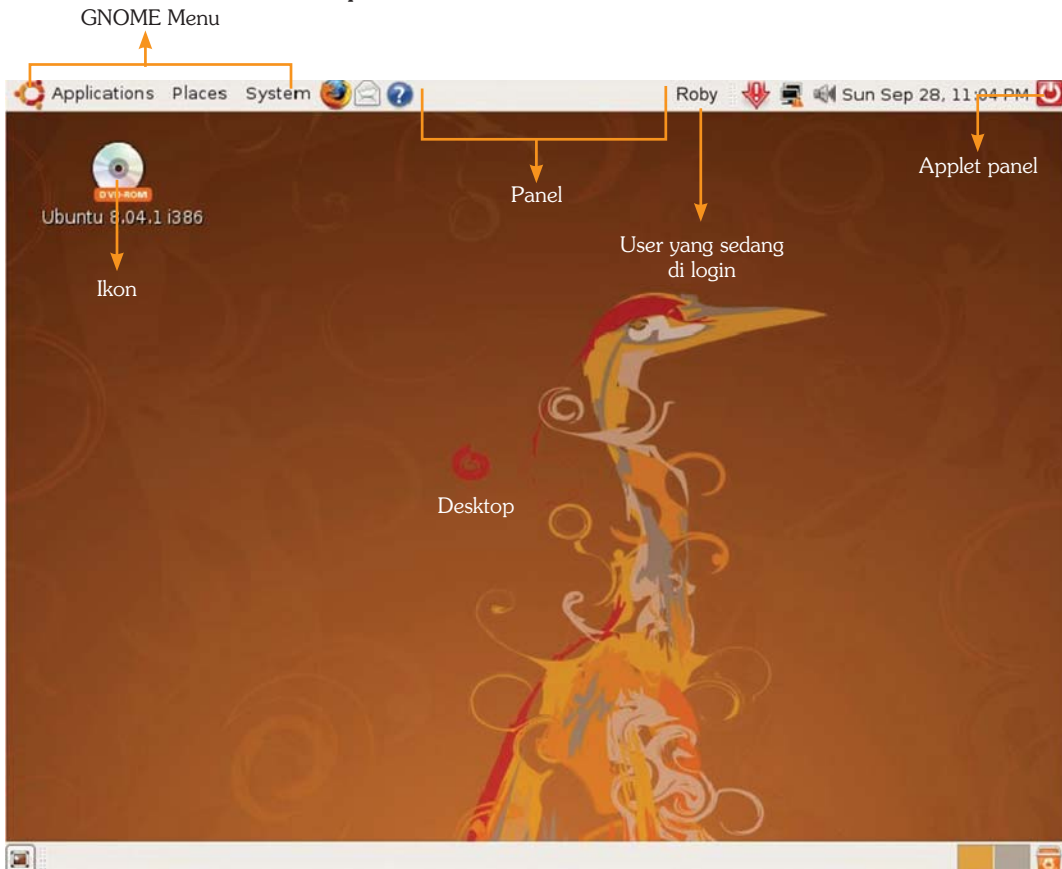 GNOME Menu
Applications Places System Roby Sun Sep 28, 11:04 PM
DVD-ROM
Ubuntu 8.04.1 i386
Applet panel
Panel
User yang sedang
di login
Ikon
Desktop